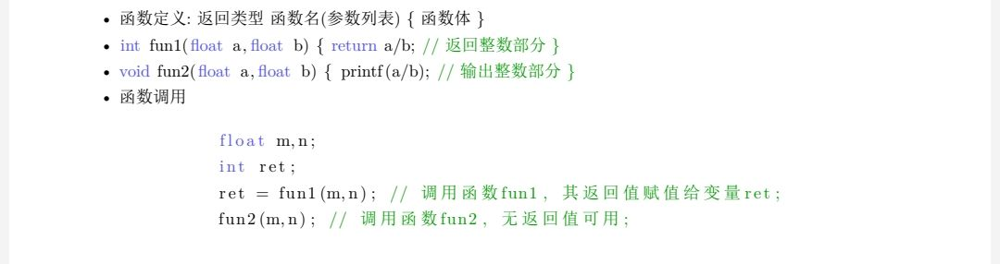 • 函数定义: 返回类型 函数名(参数列表) { 函数体 }
• int fun1(float a,float b) { return a/b; // 返回整数部分 }
• void fun2(float a,float b) { printf(a/b); // 输出整数部分 }
• 函数调用
float m,n;
int ret;
ret = fun1(m,n); // 调用函数fun1, 其返回值赋值给变量ret;
fun2(m,n); // 调用函数fun2, 无返回值可用;